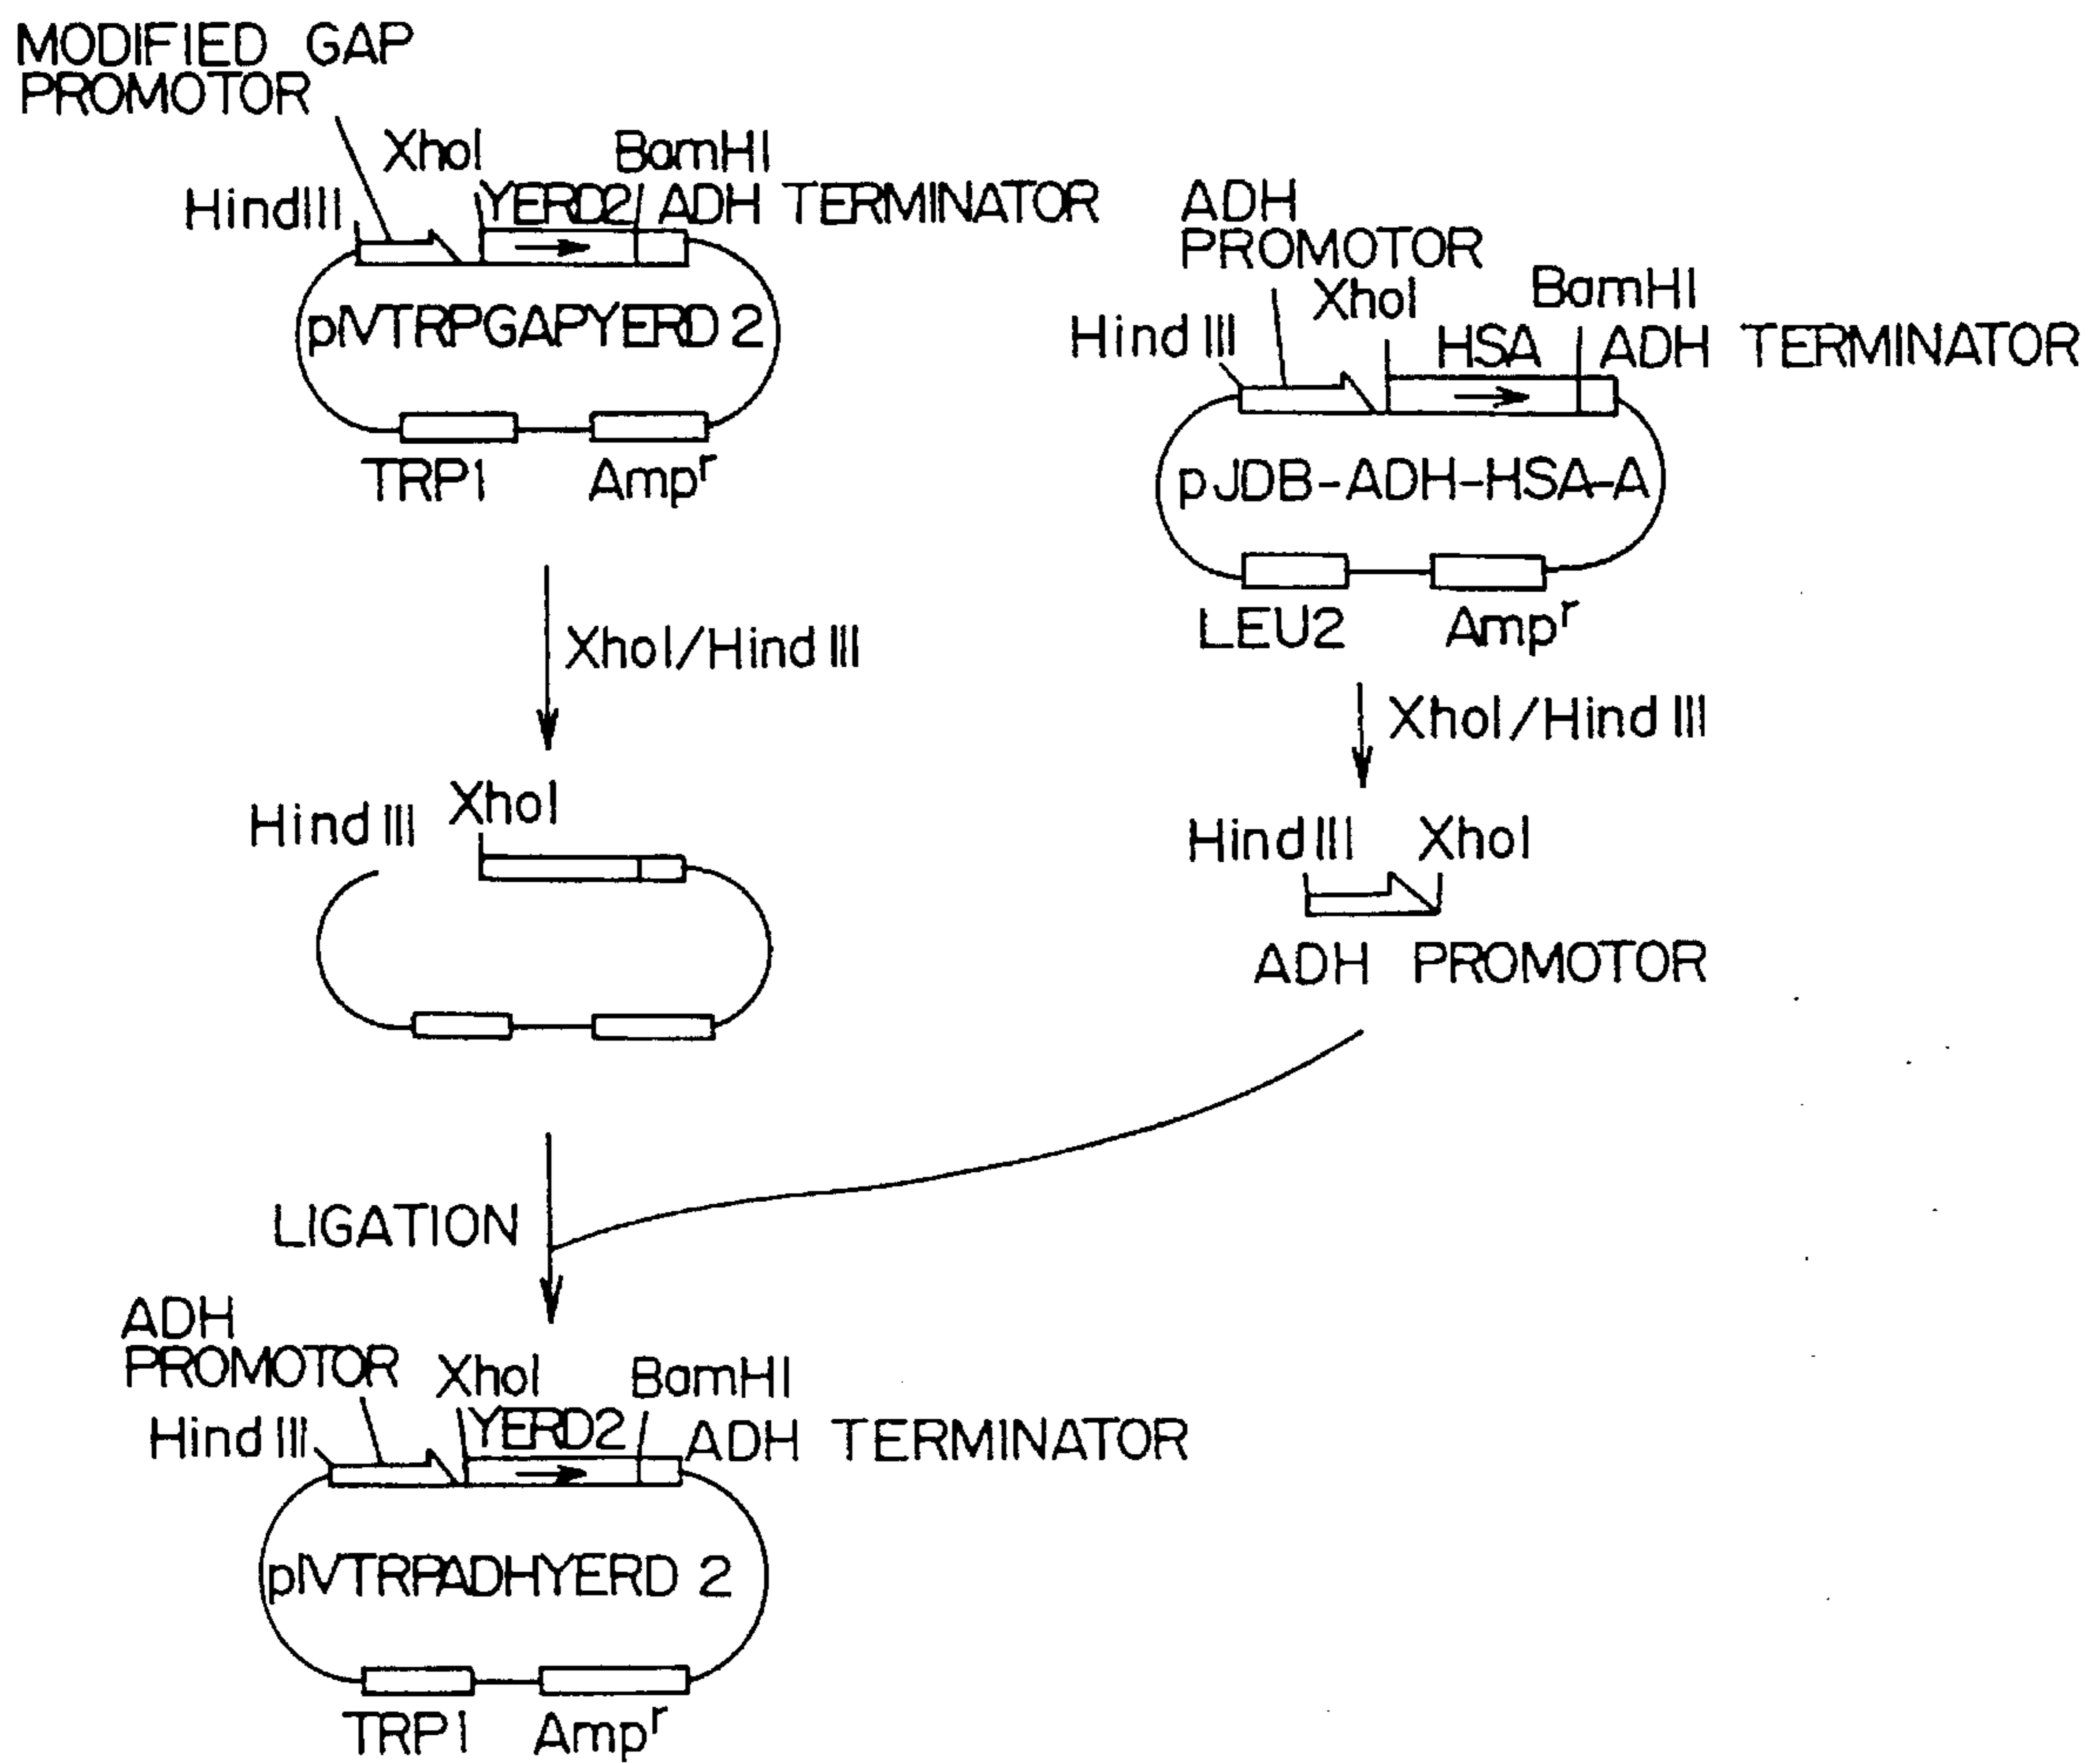 MODIFIED GAP
PROMOTOR
XhoI
BamHI
HindIII
YERD2
ADH TERMINATOR
pIVTRPGAPYERD 2
TRP1
Ampr
ADH
PROMOTOR
XhoI
BamHI
Hind III
HSA
ADH TERMINATOR
pJDB-ADH-HSA-A
LEU2
Ampr
XhoI/Hind III
XhoI/Hind III
Hind III
XhoI
Hind III
XhoI
ADH PROMOTOR
LIGATION
ADH
PROMOTOR
XhoI
BamHI
Hind III
YERD2
ADH TERMINATOR
pIVTRPADHYERD 2
TRP1
Ampr